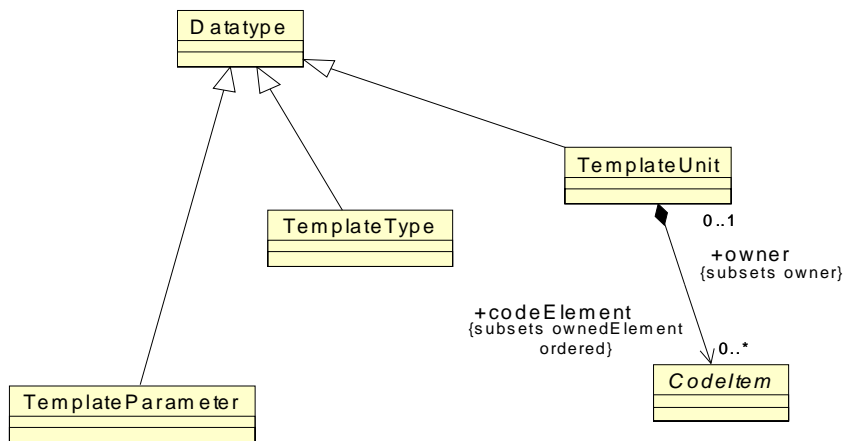 Datatype
TemplateUnit
0..1
+owner
{subsets owner}
TemplateType
+codeElement
{subsets ownedElement
ordered}
0..*
CodeItem
TemplateParameter